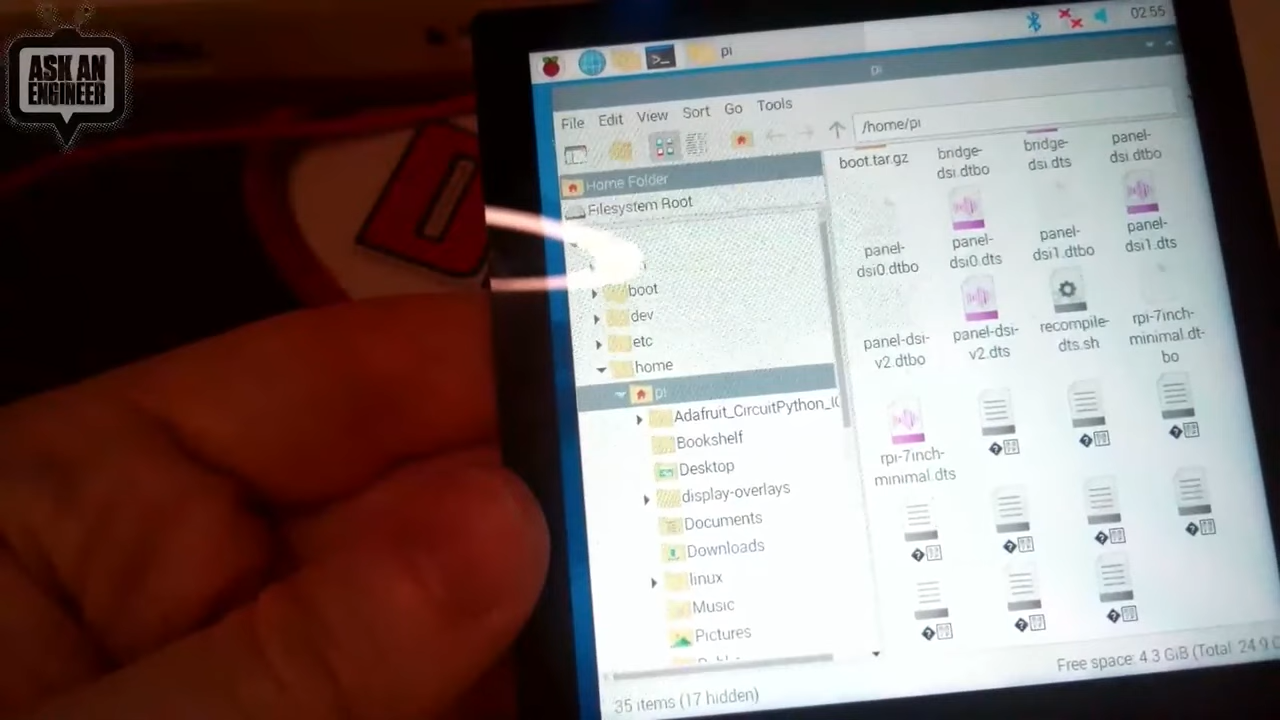 ASK AN
ENGINEER
02:55
pi
pi
File Edit View Sort Go Tools
/home/pi
Home Folder
Filesystem Root
boot
dev
etc
home
pi
Adafruit_CircuitPython_
Bookshelf
Desktop
display-overlays
Documents
Downloads
linux
Music
Pictures
boot.tar.gz
bridge-
dsi.dtbo
bridge-
dsi.dts
panel-
dsi.dtbo
panel-
dsi0.dtbo
panel-
dsi0.dts
panel-
dsi1.dtbo
panel-
dsi1.dts
panel-dsi-
v2.dtbo
panel-dsi-
v2.dts
recompile-
dts.sh
rpi-7inch-
minimal.dt-
bo
rpi-7inch-
minimal.dts
35 items (17 hidden)
Free space: 4.3 GiB (Total: 24.9